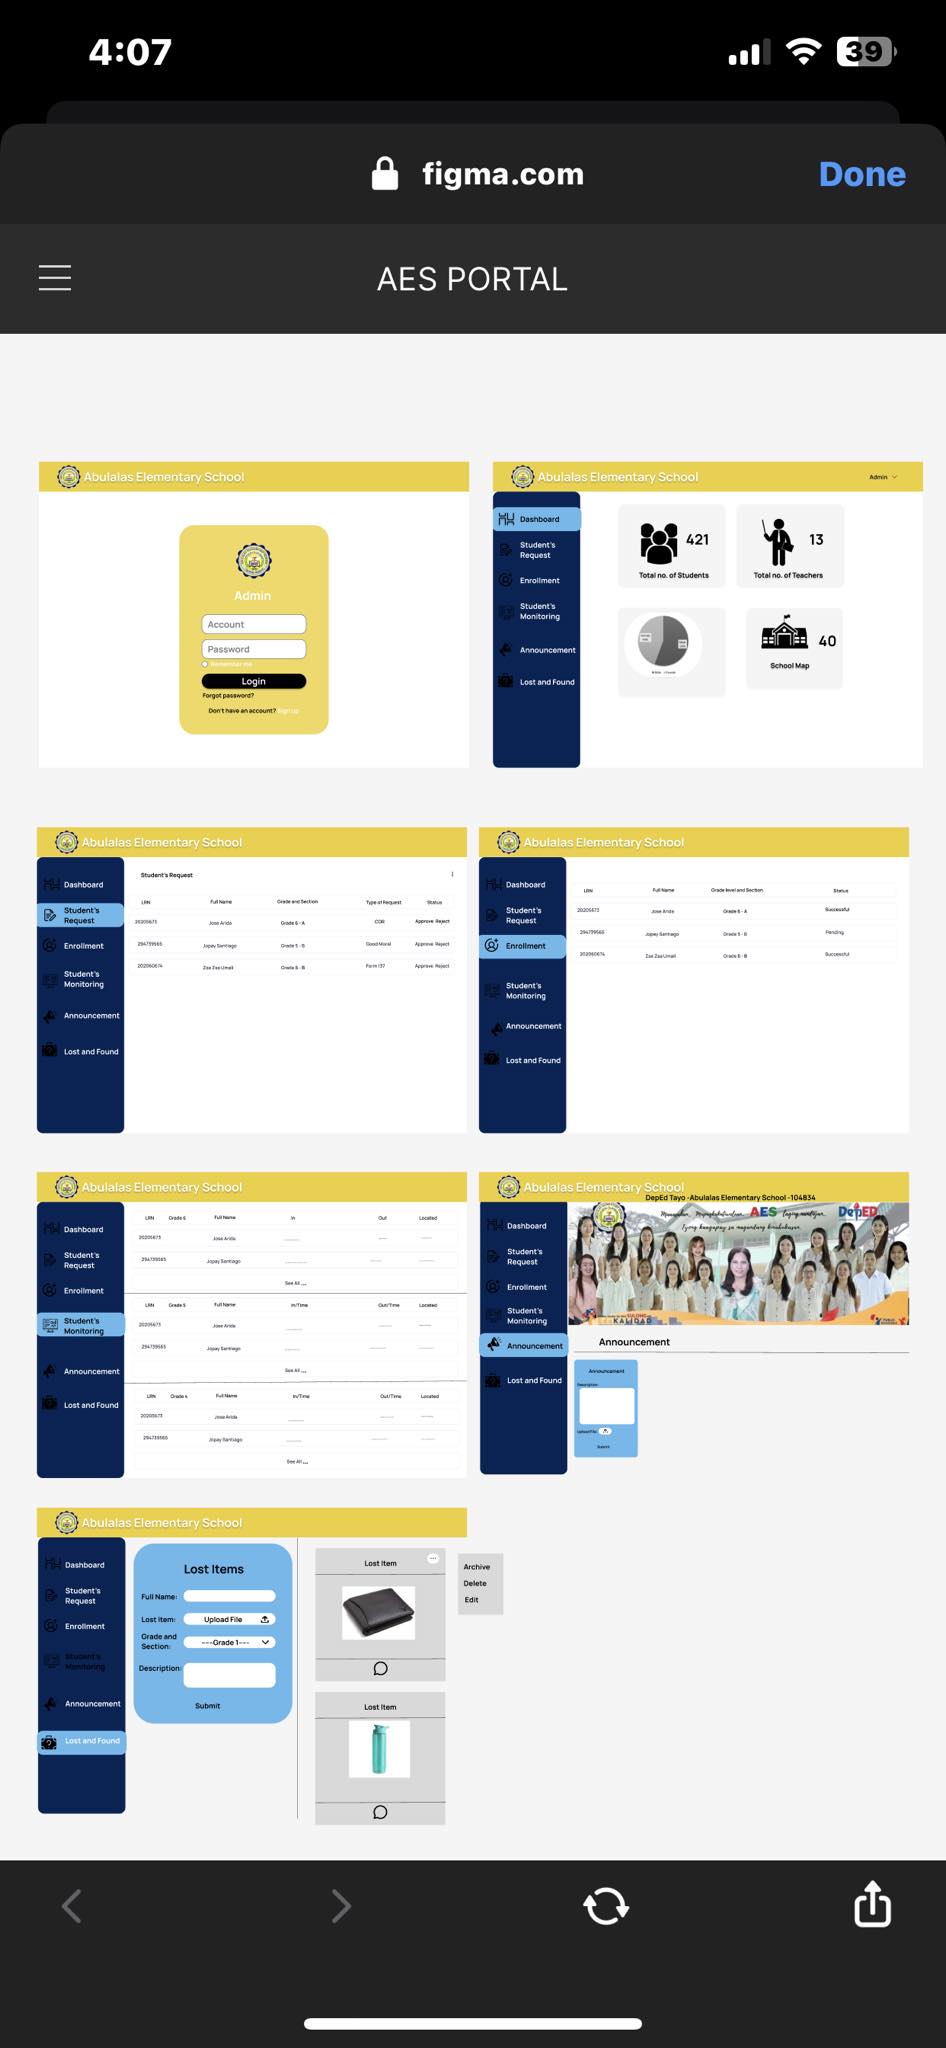 4:07
39
figma.com
Done
AES PORTAL
Abulalas Elementary School
Admin
Account
Password
Remember me
Login
Forgot password?
Don't have an account? Sign up
Abulalas Elementary School
Admin
Dashboard
Student's
Request
Enrollment
Student's
Monitoring
Announcement
Lost and Found
421
Total no. of Students
13
Total no. of Teachers
40
School Map
Abulalas Elementary School
Dashboard
Student's
Request
Enrollment
Student's
Monitoring
Announcement
Lost and Found
Student's Request
LRN Full Name Grade and Section Type of Request Status
20205673 Jose Arida Grade 6 - A COR Approve Reject
294739565 Jopay Santiago Grade 5 - B Good Moral Approve Reject
202060674 Zaa Zaa Umali Grade 6 - B Form 137 Approve Reject
Abulalas Elementary School
Dashboard
Student's
Request
Enrollment
Student's
Monitoring
Announcement
Lost and Found
LRN Full Name Grade level and Section Status
20205673 Jose Arida Grade 6 - A Successful
294739565 Jopay Santiago Grade 5 - B Pending
202060674 Zaa Zaa Umali Grade 6 - B Successful
Abulalas Elementary School
Dashboard
Student's
Request
Enrollment
Student's
Monitoring
Announcement
Lost and Found
LRN Grade 6 Full Name In Out Located
20205673 Jose Arida
294739565 Jopay Santiago
See All ...
LRN Grade 5 Full Name In/Time Out/Time Located
20205673 Jose Arida
294739565 Jopay Santiago
See All ...
LRN Grade 4 Full Name In/Time Out/Time Located
20205673 Jose Arida
294739565 Jopay Santiago
See All ...
Abulalas Elementary School
DepEd Tayo -Abulalas Elementary School -104834
Dashboard
Student's
Request
Enrollment
Student's
Monitoring
Announcement
Lost and Found
AES
DepED
KALIDAD
Announcement
Announcement
Description:
Upload File:
Submit
Abulalas Elementary School
Dashboard
Student's
Request
Enrollment
Student's
Monitoring
Announcement
Lost and Found
Lost Items
Full Name:
Lost Item: Upload File
Grade and
Section: ---Grade 1---
Description:
Submit
Lost Item
Archive
Delete
Edit
Lost Item